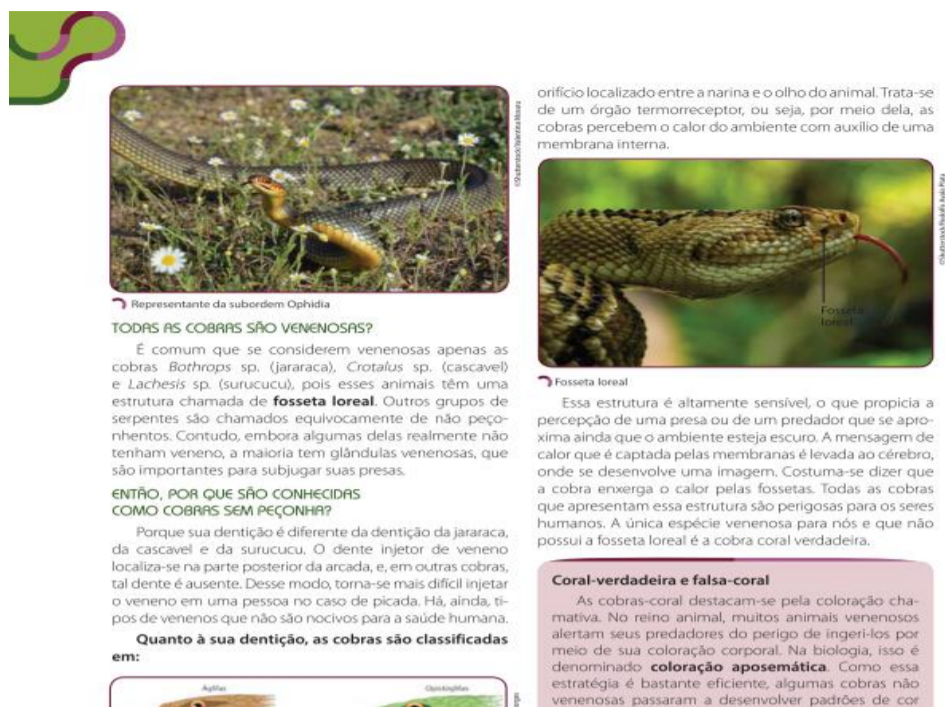 ©Shutterstock/Valentina Moraru
Representante da subordem Ophidia
TODAS AS COBRAS SÃO VENENOSAS?
É comum que se considerem venenosas apenas as
cobras Bothrops sp. (jararaca), Crotalus sp. (cascavel)
e Lachesis sp. (surucucu), pois esses animais têm uma
estrutura chamada de fosseta loreal. Outros grupos de
serpentes são chamados equivocamente de não peço-
nhentos. Contudo, embora algumas delas realmente não
tenham veneno, a maioria tem glândulas venenosas, que
são importantes para subjugar suas presas.
ENTÃO, POR QUE SÃO CONHECIDAS
COMO COBRAS SEM PEÇONHA?
Porque sua dentição é diferente da dentição da jararaca,
da cascavel e da surucucu. O dente injetor de veneno
localiza-se na parte posterior da arcada, e, em outras cobras,
tal dente é ausente. Desse modo, torna-se mais difícil injetar
o veneno em uma pessoa no caso de picada. Há, ainda, ti-
pos de venenos que não são nocivos para a saúde humana.
Quanto à sua dentição, as cobras são classificadas
em:
Áglifas
Opistóglifas
orifício localizado entre a narina e o olho do animal. Trata-se
de um órgão termorreceptor, ou seja, por meio dela, as
cobras percebem o calor do ambiente com auxílio de uma
membrana interna.
Fosseta
loreal
Fosseta loreal
Essa estrutura é altamente sensível, o que propicia a
percepção de uma presa ou de um predador que se apro-
xima ainda que o ambiente esteja escuro. A mensagem de
calor que é captada pelas membranas é levada ao cérebro,
onde se desenvolve uma imagem. Costuma-se dizer que
a cobra enxerga o calor pelas fossetas. Todas as cobras
que apresentam essa estrutura são perigosas para os seres
humanos. A única espécie venenosa para nós e que não
possui a fosseta loreal é a cobra coral verdadeira.
Coral-verdadeira e falsa-coral
As cobras-coral destacam-se pela coloração cha-
mativa. No reino animal, muitos animais venenosos
alertam seus predadores do perigo de ingeri-los por
meio de sua coloração corporal. Na biologia, isso é
denominado coloração aposemática. Como essa
estratégia é bastante eficiente, algumas cobras não
venenosas passaram a desenvolver padrões de cor